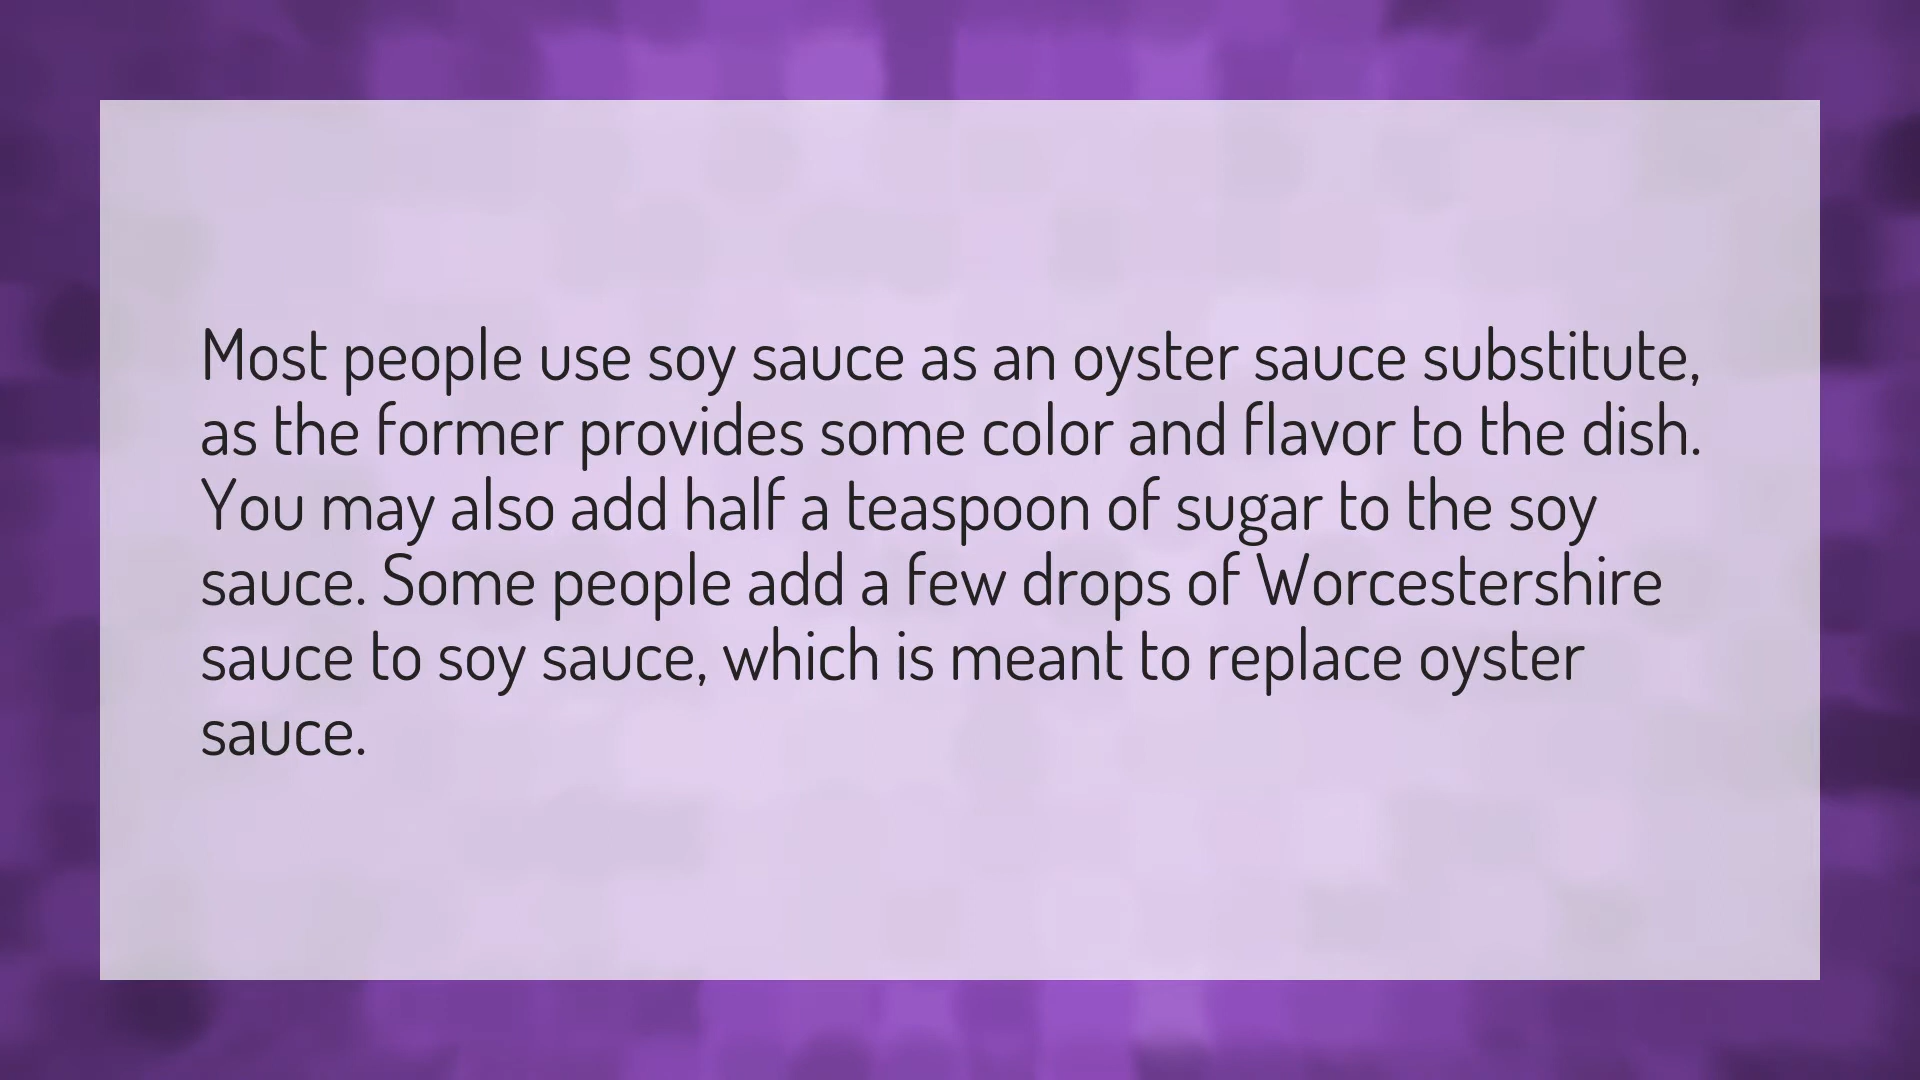 Most people use soy sauce as an oyster sauce substitute,
as the former provides some color and flavor to the dish.
You may also add half a teaspoon of sugar to the soy
sauce. Some people add a few drops of Worcestershire
sauce to soy sauce, which is meant to replace oyster
sauce.